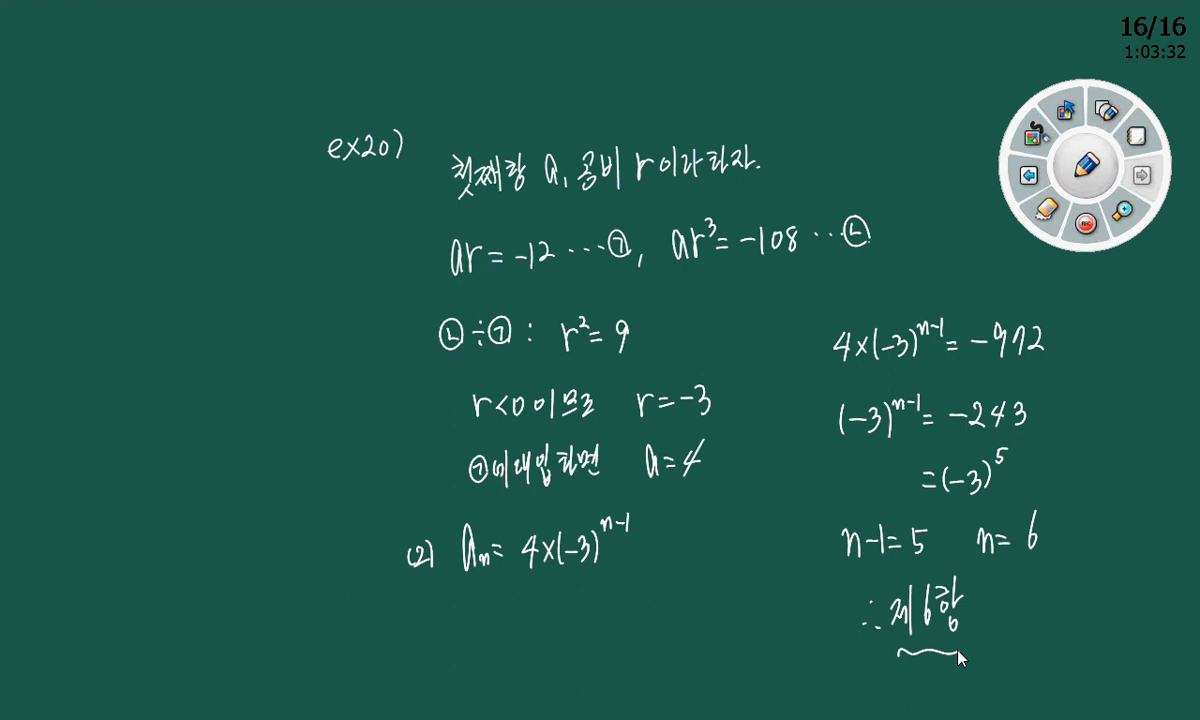 16/16
1:03:32
ex20)
첫째항 a, 공비 r이라 하자.
ar = -12 … ㉠, ar³ = -108 … ㉡
㉡÷㉠ : r² = 9
r<0 이므로 r = -3
㉠에 대입하면 a = 4
(2) aₙ = 4×(-3)ⁿ⁻¹
4×(-3)ⁿ⁻¹ = -972
(-3)ⁿ⁻¹ = -243
= (-3)⁵
n-1 = 5 n = 6
∴ 제6항